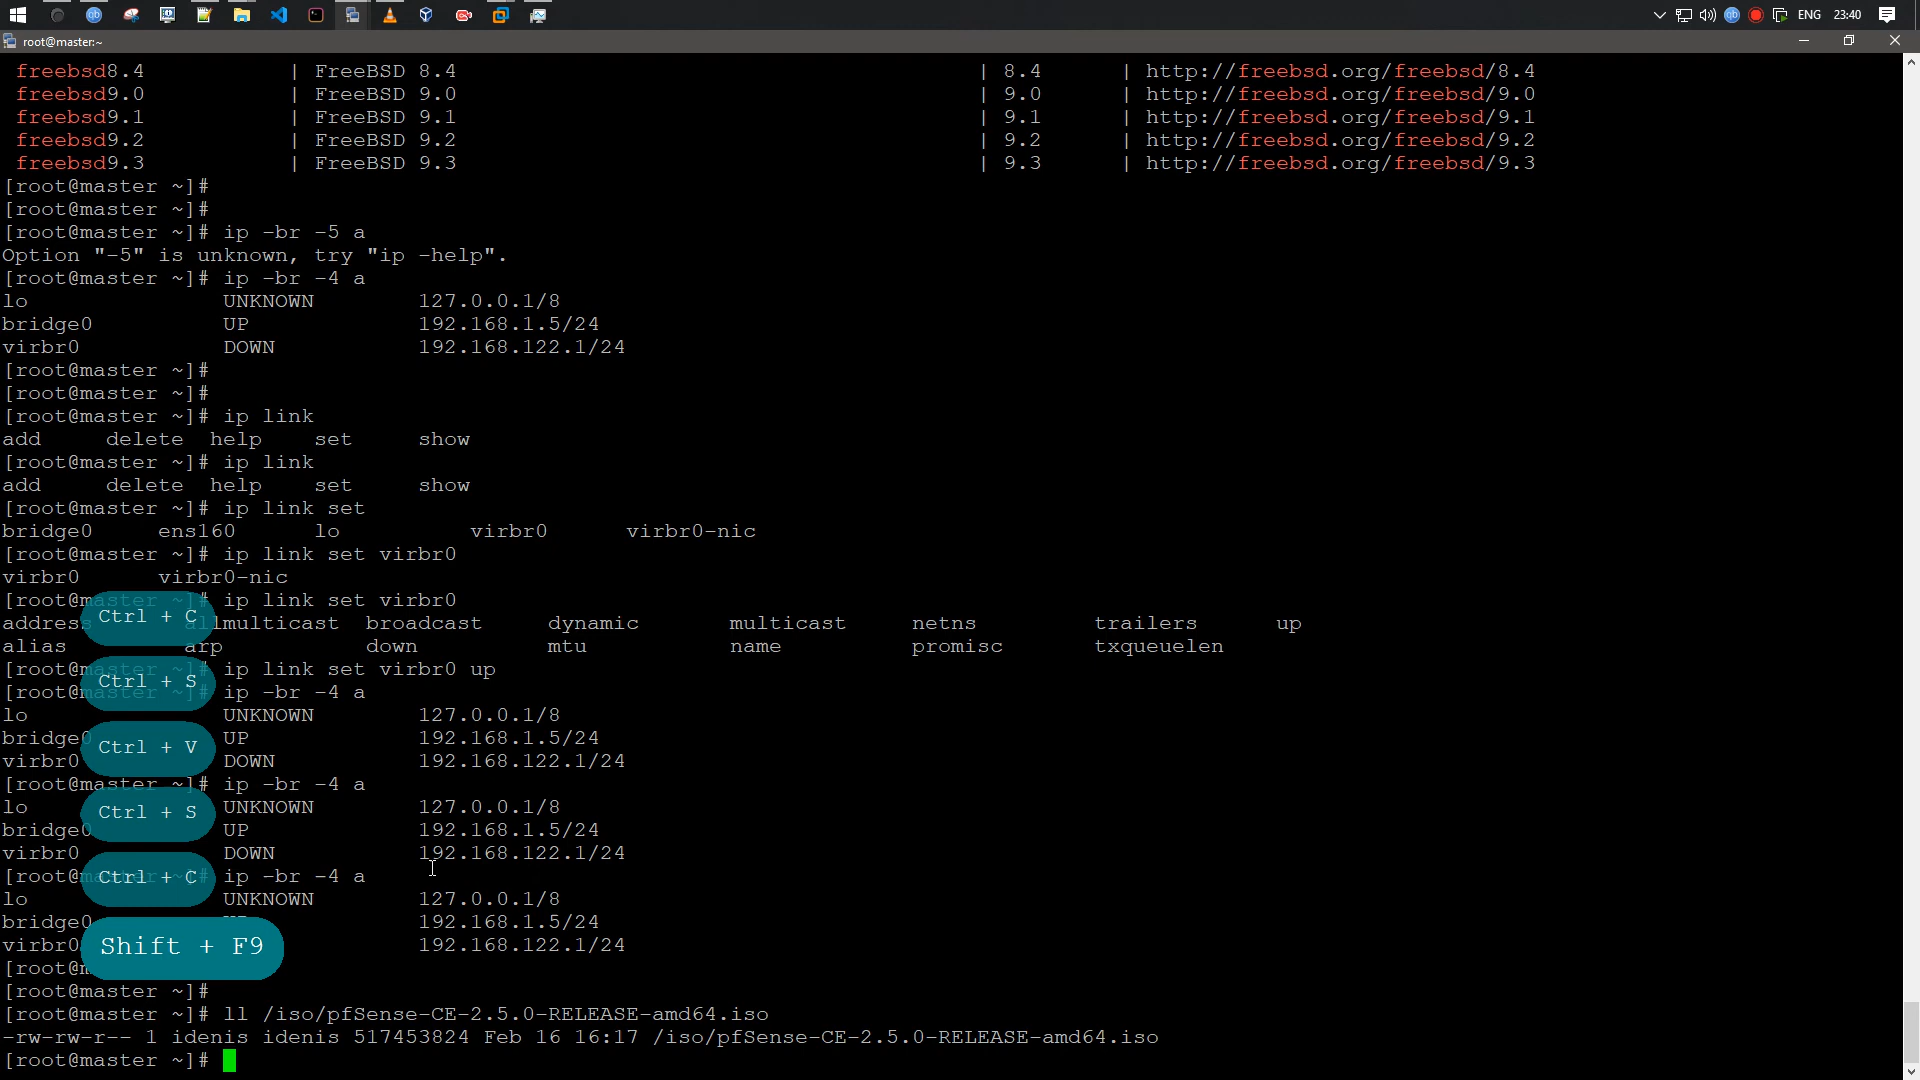 ENG 23:40
root@master:~
freebsd8.4 | FreeBSD 8.4 | 8.4 | http://freebsd.org/freebsd/8.4
freebsd9.0 | FreeBSD 9.0 | 9.0 | http://freebsd.org/freebsd/9.0
freebsd9.1 | FreeBSD 9.1 | 9.1 | http://freebsd.org/freebsd/9.1
freebsd9.2 | FreeBSD 9.2 | 9.2 | http://freebsd.org/freebsd/9.2
freebsd9.3 | FreeBSD 9.3 | 9.3 | http://freebsd.org/freebsd/9.3
[root@master ~]#
[root@master ~]#
[root@master ~]# ip -br -5 a
Option "-5" is unknown, try "ip -help".
[root@master ~]# ip -br -4 a
lo UNKNOWN 127.0.0.1/8
bridge0 UP 192.168.1.5/24
virbr0 DOWN 192.168.122.1/24
[root@master ~]#
[root@master ~]#
[root@master ~]# ip link
add delete help set show
[root@master ~]# ip link
add delete help set show
[root@master ~]# ip link set
bridge0 ens160 lo virbr0 virbr0-nic
[root@master ~]# ip link set virbr0
virbr0 virbr0-nic
[root@master ~]# ip link set virbr0
Ctrl + C
address allmulticast broadcast dynamic multicast netns trailers up
alias arp down mtu name promisc txqueuelen
[root@master ~]# ip link set virbr0 up
Ctrl + S
[root@master ~]# ip -br -4 a
lo UNKNOWN 127.0.0.1/8
bridge0 UP 192.168.1.5/24
Ctrl + V
virbr0 DOWN 192.168.122.1/24
[root@master ~]# ip -br -4 a
lo UNKNOWN 127.0.0.1/8
Ctrl + S
bridge0 UP 192.168.1.5/24
virbr0 DOWN 192.168.122.1/24
[root@master ~]# ip -br -4 a
Ctrl + C
lo UNKNOWN 127.0.0.1/8
bridge0 192.168.1.5/24
virbr0 192.168.122.1/24
Shift + F9
[root@m
[root@master ~]#
[root@master ~]# ll /iso/pfSense-CE-2.5.0-RELEASE-amd64.iso
-rw-rw-r-- 1 idenis idenis 517453824 Feb 16 16:17 /iso/pfSense-CE-2.5.0-RELEASE-amd64.iso
[root@master ~]#